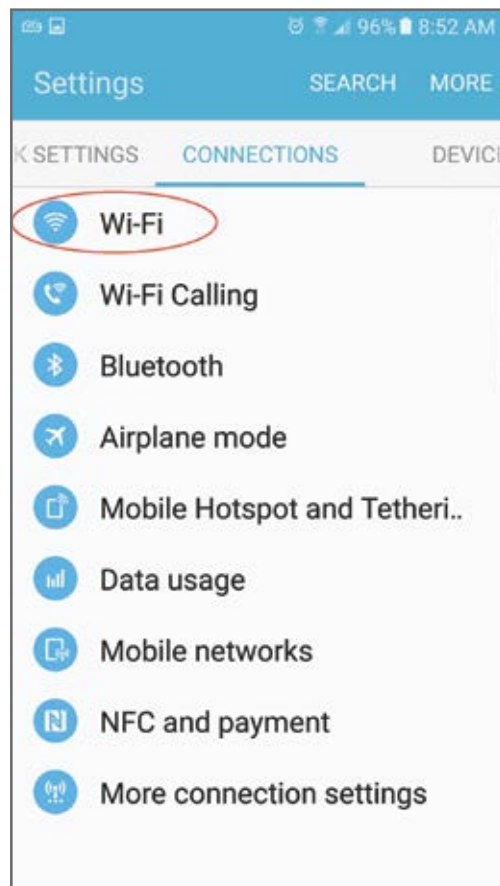 96% 8:52 AM
Settings SEARCH MORE
K SETTINGS CONNECTIONS DEVIC
Wi-Fi
Wi-Fi Calling
Bluetooth
Airplane mode
Mobile Hotspot and Tetheri..
Data usage
Mobile networks
NFC and payment
More connection settings